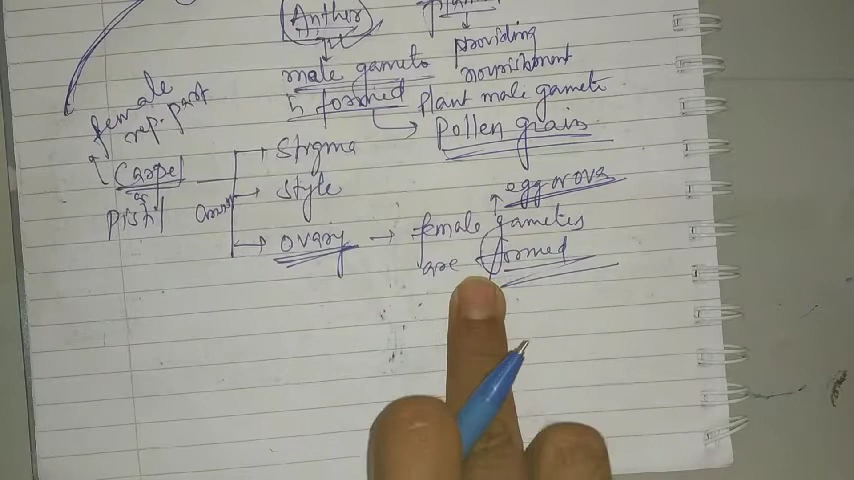 Anther
providing
nourishment
male gamete
is formed
Plant male gamete
Pollen grain
female
rep. part
Carpel
or
Pistil
Stigma
Style
Ovary
egg or ova
female gametes
are formed